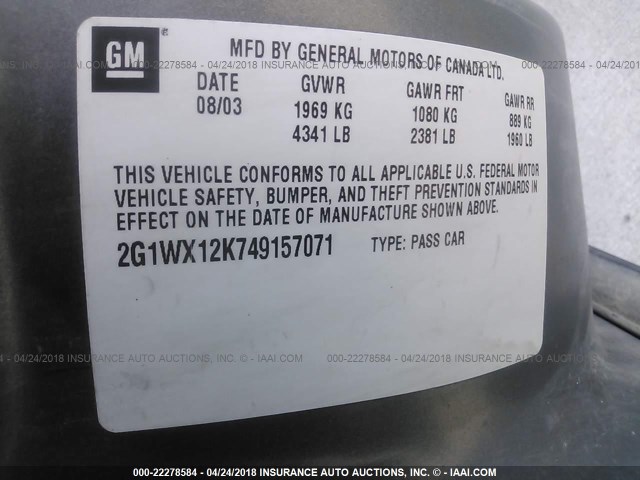 GM®
MFD BY GENERAL MOTORS OF CANADA LTD.
DATE GVWR GAWR FRT GAWR RR
08/03 1969 KG 1080 KG 889 KG
4341 LB 2381 LB 1960 LB
THIS VEHICLE CONFORMS TO ALL APPLICABLE U.S. FEDERAL MOTOR
VEHICLE SAFETY, BUMPER, AND THEFT PREVENTION STANDARDS IN
EFFECT ON THE DATE OF MANUFACTURE SHOWN ABOVE.
2G1WX12K749157071 TYPE: PASS CAR
000-22278584 - 04/24/2018 INSURANCE AUTO AUCTIONS, INC. - © IAAI.COM